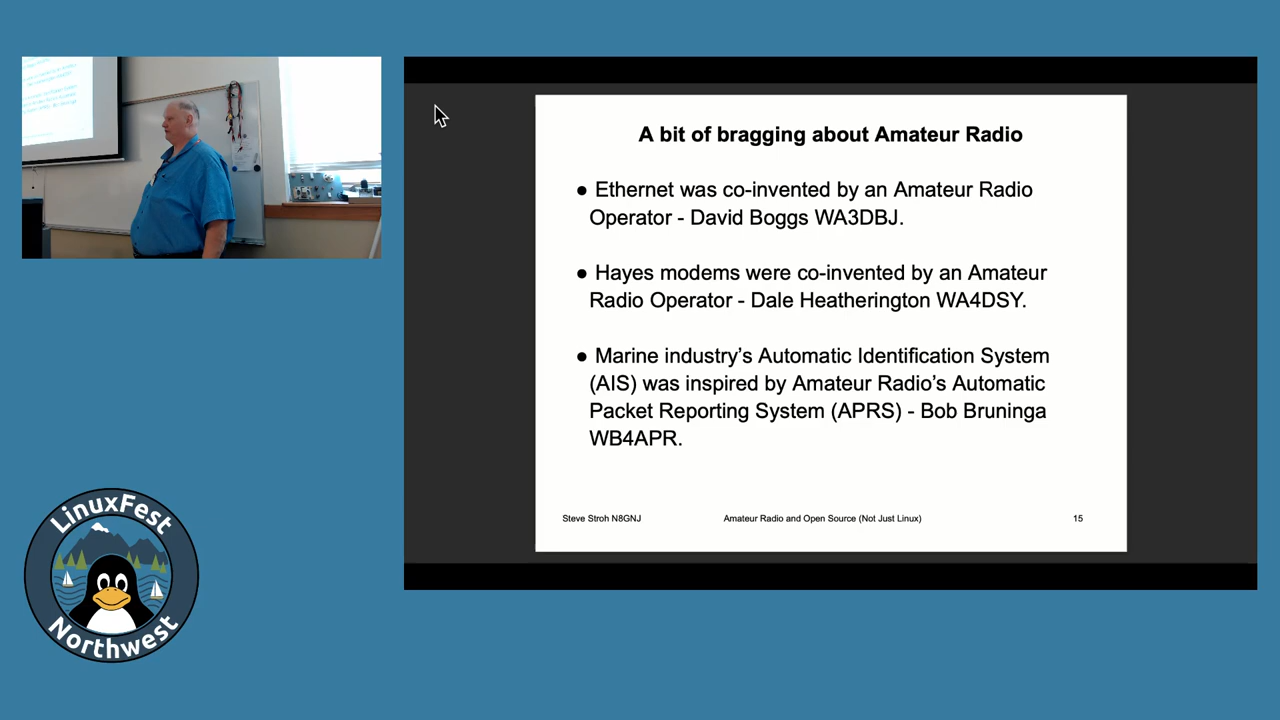 A bit of bragging about Amateur Radio
● Ethernet was co-invented by an Amateur Radio
Operator - David Boggs WA3DBJ.
● Hayes modems were co-invented by an Amateur
Radio Operator - Dale Heatherington WA4DSY.
● Marine industry’s Automatic Identification System
(AIS) was inspired by Amateur Radio’s Automatic
Packet Reporting System (APRS) - Bob Bruninga
WB4APR.
Steve Stroh N8GNJ
Amateur Radio and Open Source (Not Just Linux)
15
LinuxFest
Northwest